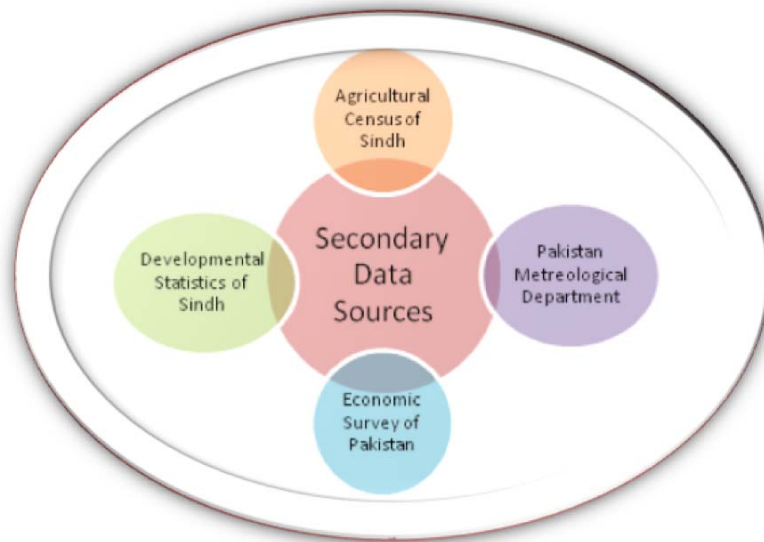 Agricultural
Census of
Sindh
Developmental
Statistics of
Sindh
Secondary
Data
Sources
Pakistan
Metreological
Department
Economic
Survey of
Pakistan